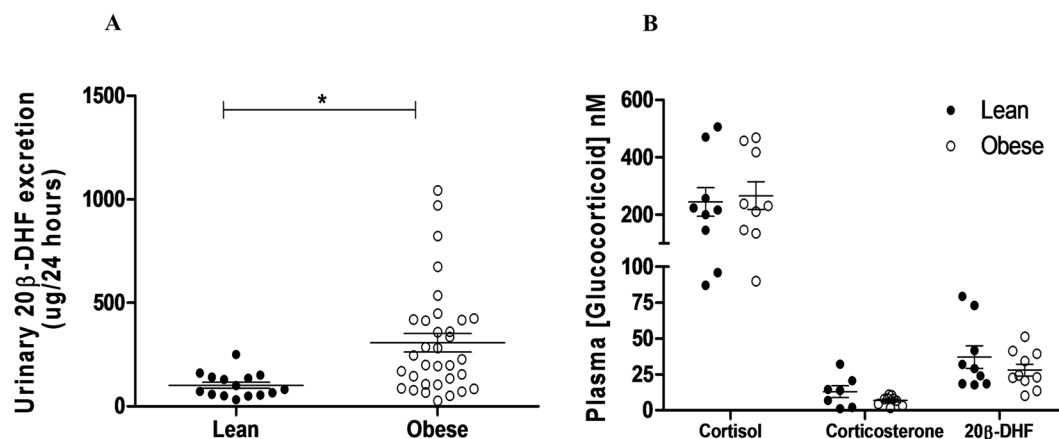 A
Urinary 20β-DHF excretion
(ug/24 hours)
1500
1000
500
0
*
Lean
Obese
B
Plasma [Glucocorticoid] nM
600
400
200
100
75
50
25
0
Lean
Obese
Cortisol
Corticosterone
20β-DHF